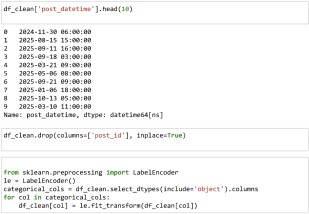 df_clean['post_datetime'].head(10)
0   2024-11-30 06:00:00
1   2025-08-15 15:00:00
2   2025-09-11 16:00:00
3   2025-09-18 03:00:00
4   2024-03-21 09:00:00
5   2025-05-06 08:00:00
6   2025-09-21 09:00:00
7   2025-01-06 18:00:00
8   2025-10-13 05:00:00
9   2025-03-10 11:00:00
Name: post_datetime, dtype: datetime64[ns]
df_clean.drop(columns=['post_id'], inplace=True)
from sklearn.preprocessing import LabelEncoder
le = LabelEncoder()
categorical_cols = df_clean.select_dtypes(include='object').columns
for col in categorical_cols:
    df_clean[col] = le.fit_transform(df_clean[col])